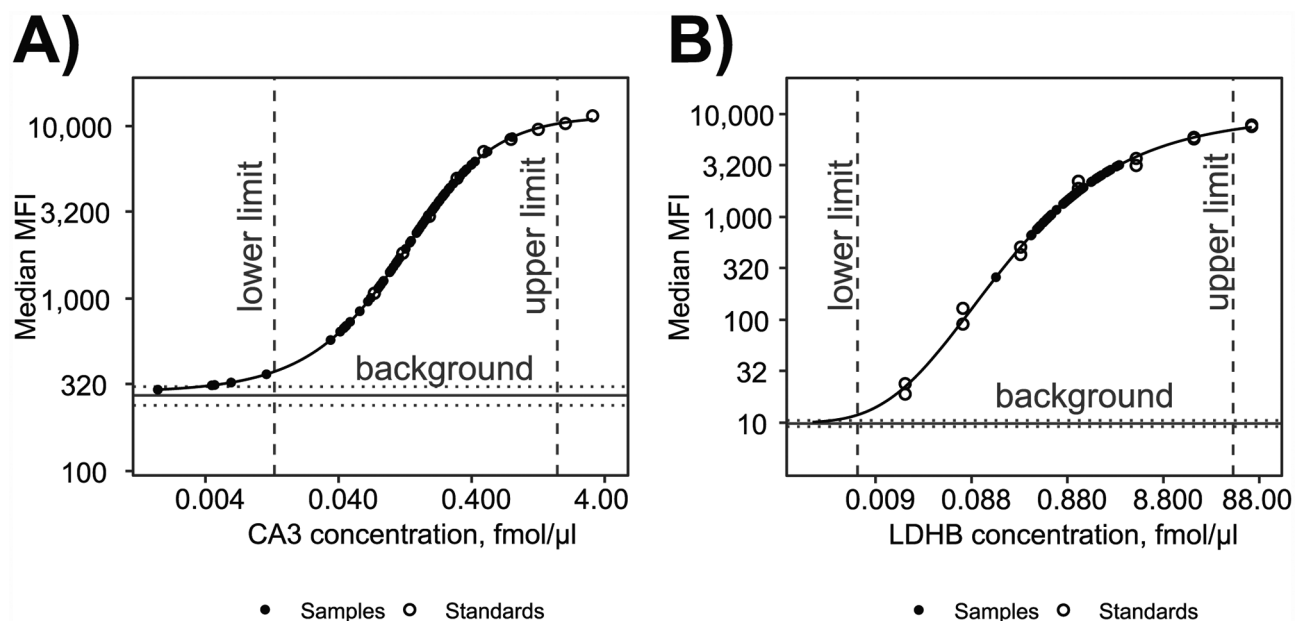 A)
Median MFI
10,000
3,200
1,000
320
100
lower limit
upper limit
background
0.004 0.040 0.400 4.00
CA3 concentration, fmol/µl
Samples Standards
B)
Median MFI
10,000
3,200
1,000
320
100
32
10
lower limit
upper limit
background
0.009 0.088 0.880 8.800 88.00
LDHB concentration, fmol/µl
Samples Standards